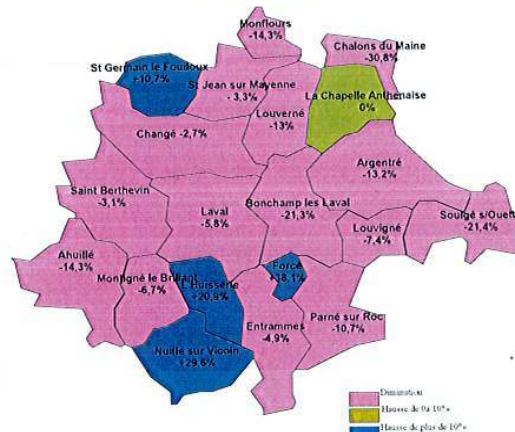 Monflours
-14,3%
Chalons du Maine
-30,8%
St Germain le Fouilloux
+10,7%
St Jean sur Mayenne
- 3,3%
La Chapelle Anthenaise
0%
Louverné
-13%
Changé -2,7%
Argentré
-13,2%
Saint Berthevin
-3,1%
Laval
-5,8%
Bonchamp les Laval
-21,3%
Louvigné
-7,4%
Soulgé s/Ouette
-21,4%
Ahuillé
-14,3%
Montigné le Brillant
-6,7%
L'Huisserie
+20,9%
Forcé
+38,1%
Entrammes
-4,9%
Parné sur Roc
-10,7%
Nuillé sur Vicoin
+29,6%
Diminution
Hausse de 0à 10%
Hausse de plus de 10%